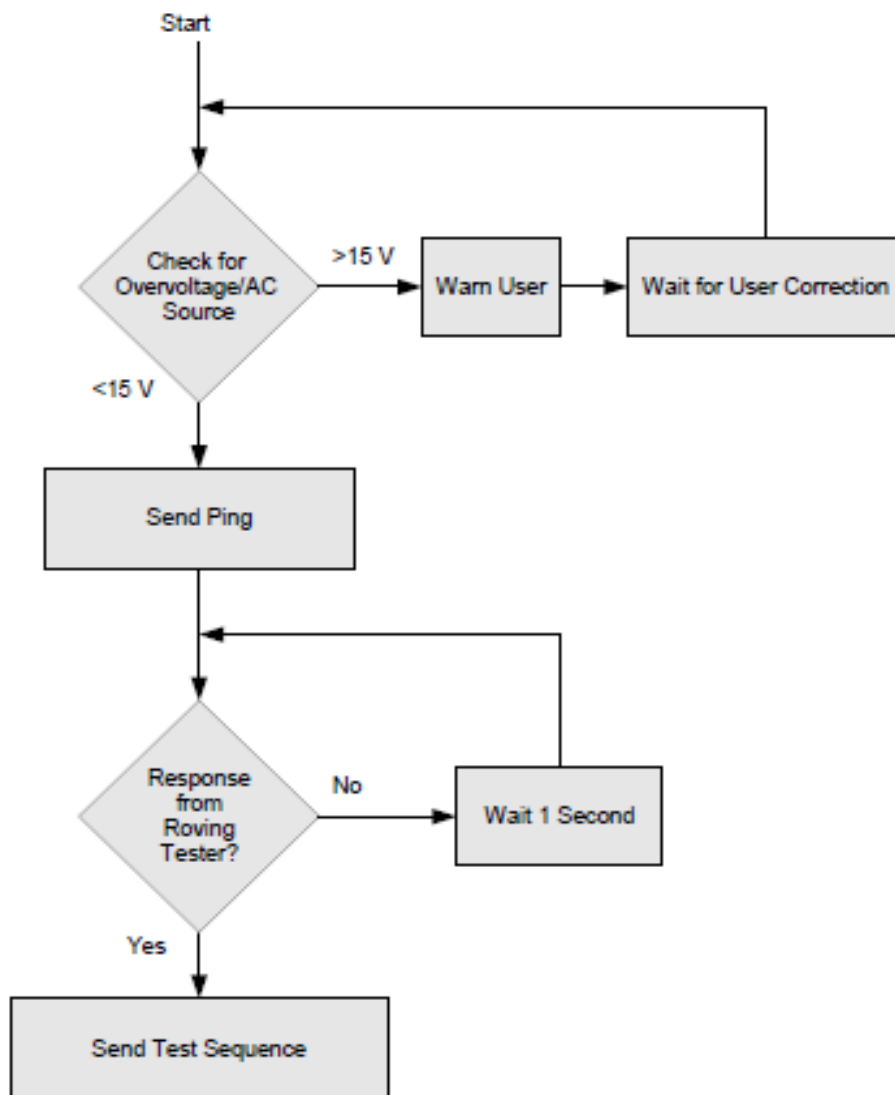 Start
Check for
Overvoltage/AC
Source
>15 V
Warn User
Wait for User Correction
<15 V
Send Ping
Response
from
Roving
Tester?
No
Wait 1 Second
Yes
Send Test Sequence